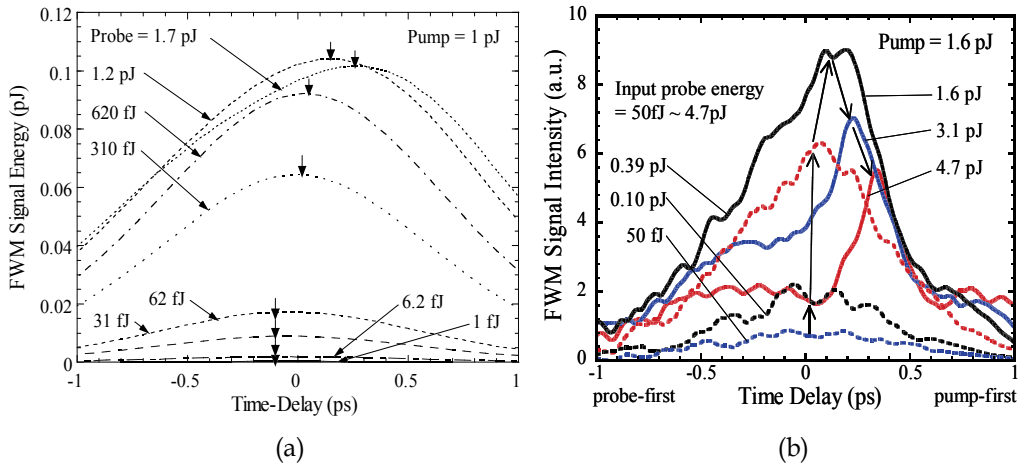 (a)
0.12
0.1
0.08
0.06
0.04
0.02
0
FWM Signal Energy (pJ)
Probe = 1.7 pJ
Pump = 1 pJ
1.2 pJ
620 fJ
310 fJ
62 fJ
31 fJ
6.2 fJ
1 fJ
-1
-0.5
0
0.5
1
Time-Delay (ps)
(a)
10
8
6
4
2
0
FWM Signal Intensity (a.u.)
Pump = 1.6 pJ
Input probe energy
= 50fJ ~ 4.7pJ
1.6 pJ
3.1 pJ
4.7 pJ
0.39 pJ
0.10 pJ
50 fJ
-1
-0.5
0
0.5
1
probe-first
Time Delay (ps)
pump-first
(b)